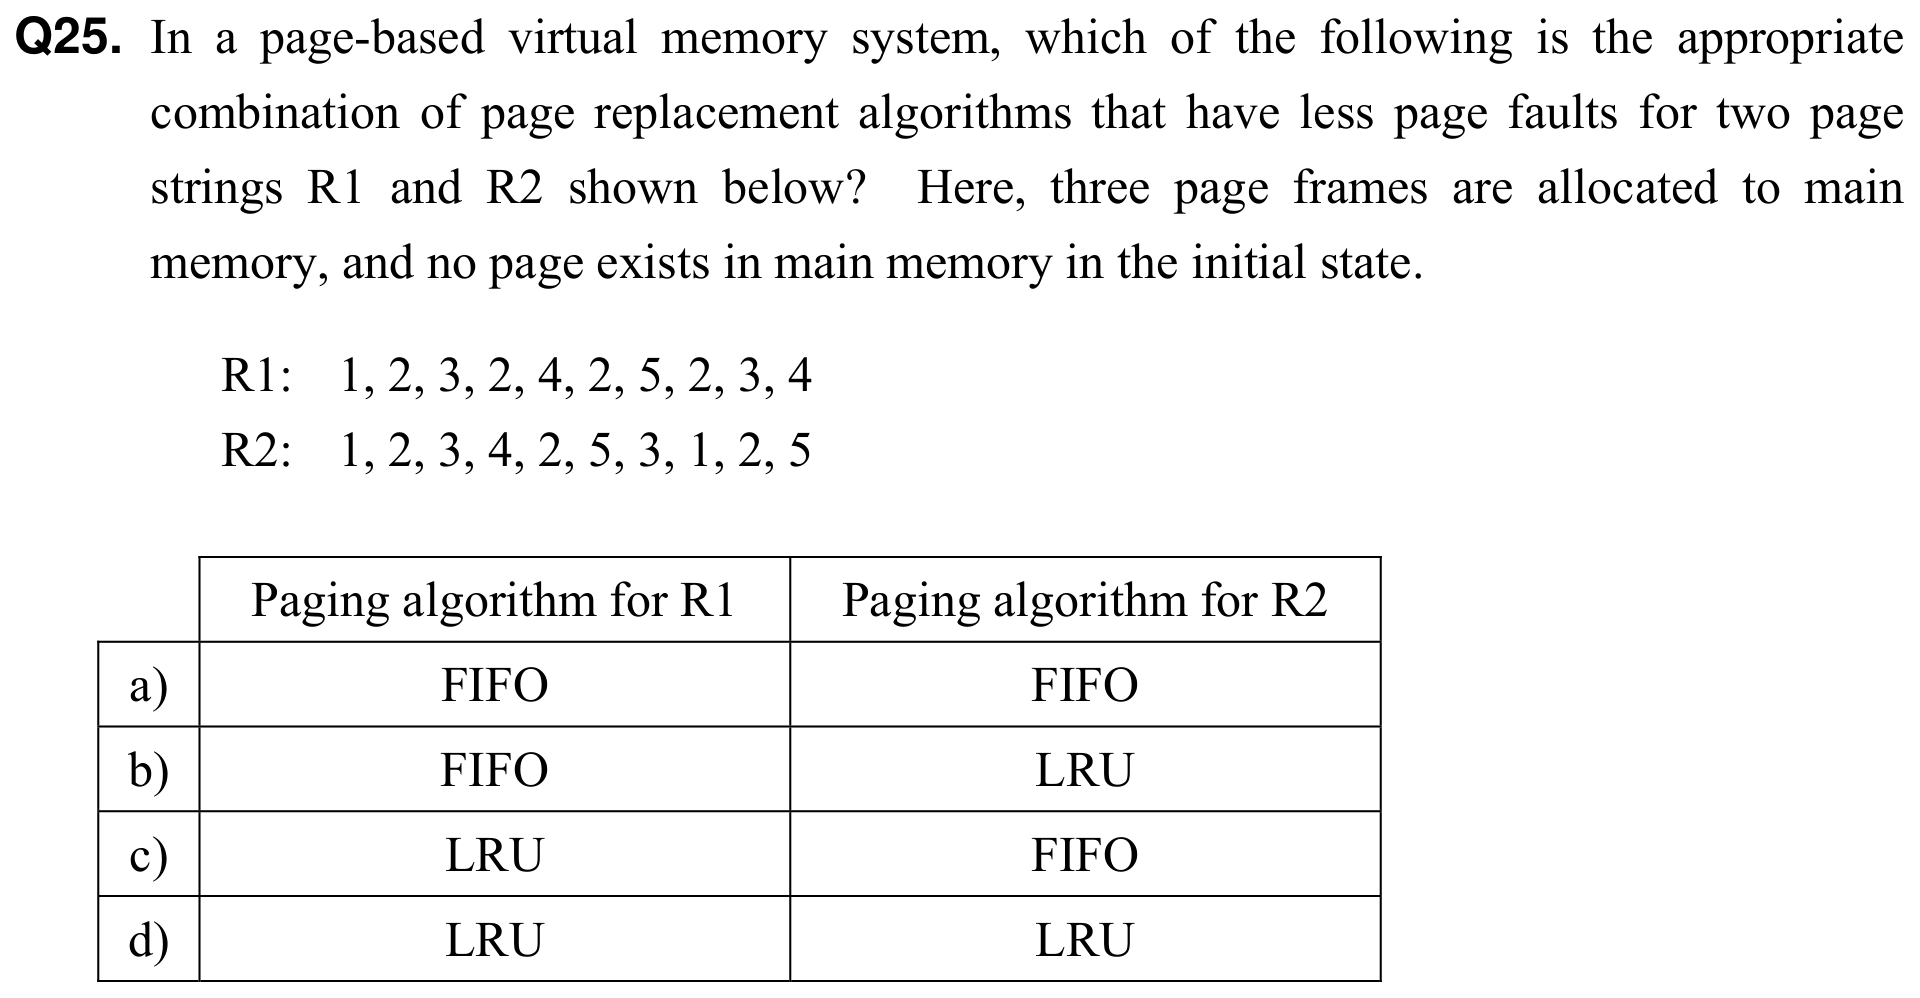 Q25. In a page-based virtual memory system, which of the following is the appropriate
combination of page replacement algorithms that have less page faults for two page
strings R1 and R2 shown below? Here, three page frames are allocated to main
memory, and no page exists in main memory in the initial state.
R1: 1, 2, 3, 2, 4, 2, 5, 2, 3, 4
R2: 1, 2, 3, 4, 2, 5, 3, 1, 2, 5
Paging algorithm for R1 Paging algorithm for R2
a) FIFO FIFO
b) FIFO LRU
c) LRU FIFO
d) LRU LRU